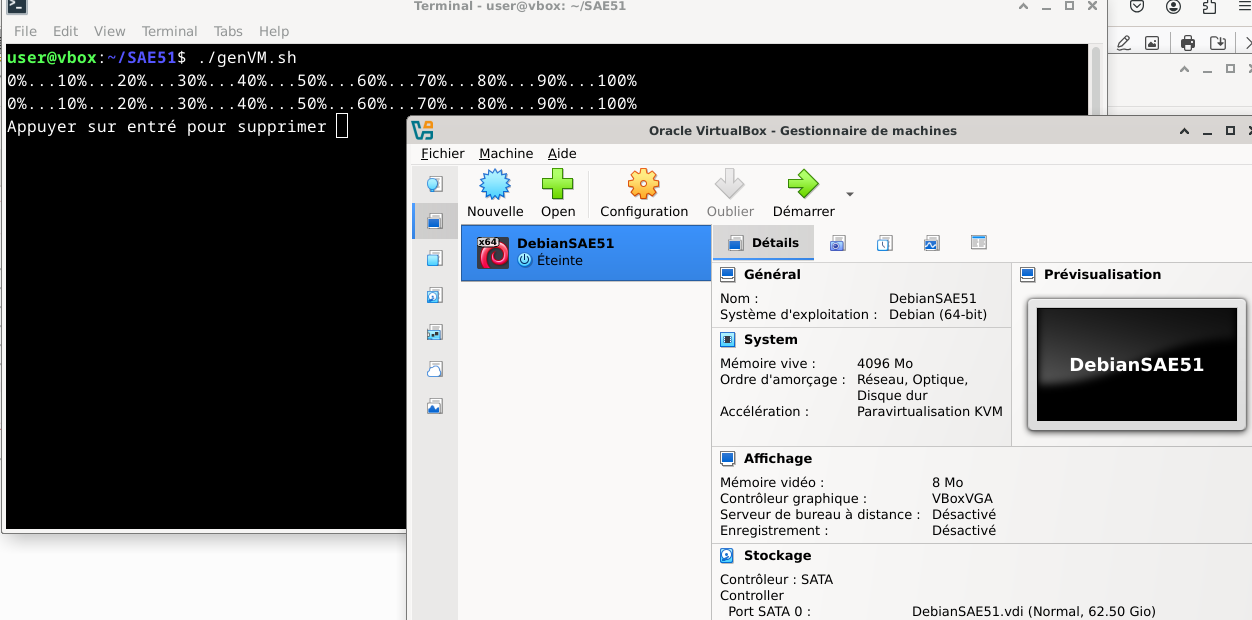 Terminal - user@vbox: ~/SAE51
File Edit View Terminal Tabs Help
user@vbox:~/SAE51$ ./genVM.sh
0%...10%...20%...30%...40%...50%...60%...70%...80%...90%...100%
0%...10%...20%...30%...40%...50%...60%...70%...80%...90%...100%
Appuyer sur entré pour supprimer
Oracle VirtualBox - Gestionnaire de machines
Fichier Machine Aide
Nouvelle Open Configuration Oublier Démarrer
x64 DebianSAE51
Éteinte
Détails
Général
Nom : DebianSAE51
Système d'exploitation : Debian (64-bit)
System
Mémoire vive : 4096 Mo
Ordre d'amorçage : Réseau, Optique,
Disque dur
Accélération : Paravirtualisation KVM
Prévisualisation
DebianSAE51
Affichage
Mémoire vidéo : 8 Mo
Contrôleur graphique : VBoxVGA
Serveur de bureau à distance : Désactivé
Enregistrement : Désactivé
Stockage
Contrôleur : SATA
Controller
Port SATA 0 : DebianSAE51.vdi (Normal, 62.50 Gio)